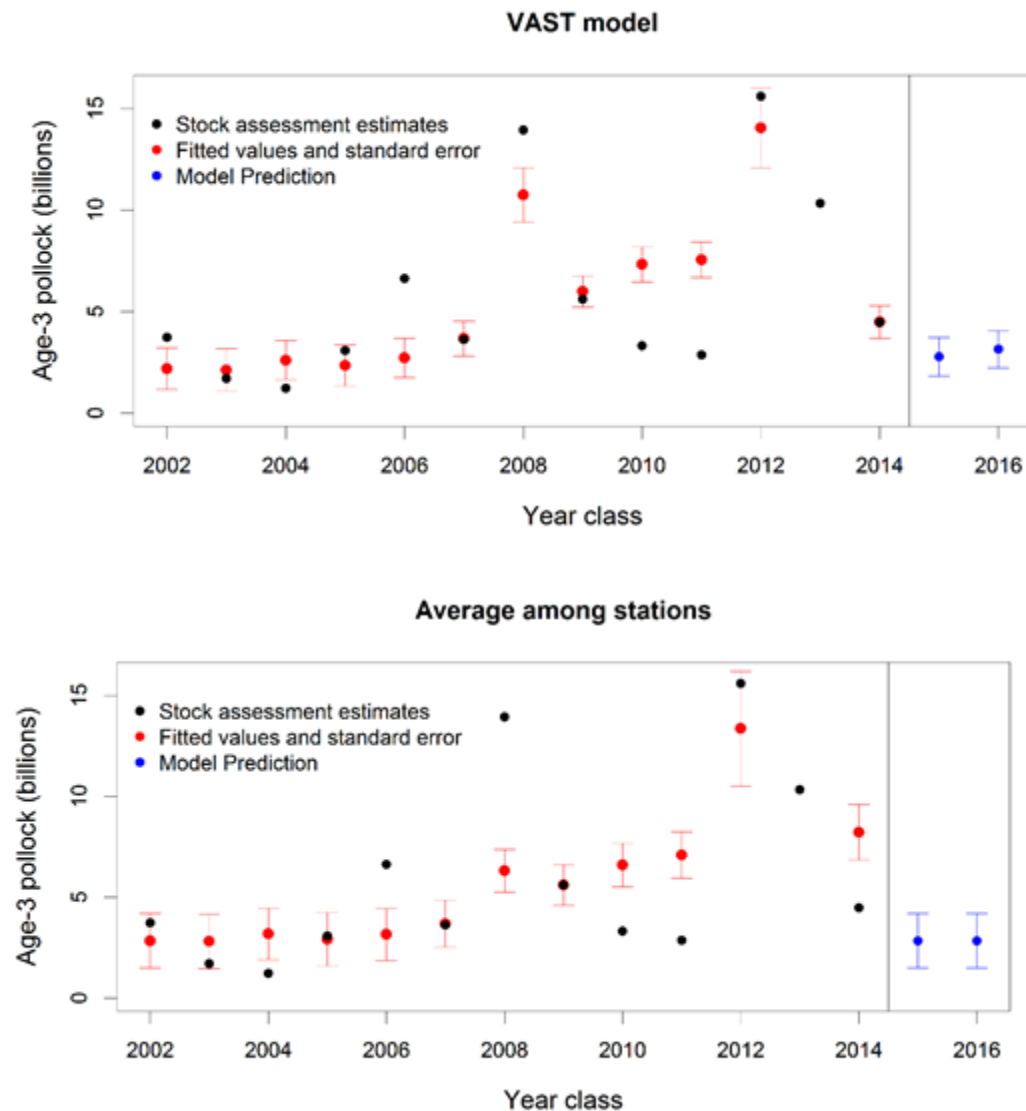 VAST model
Stock assessment estimates
Fitted values and standard error
Model Prediction
Age-3 pollock (billions)
15
10
5
0
2002 2004 2006 2008 2010 2012 2014 2016
Year class
Average among stations
Stock assessment estimates
Fitted values and standard error
Model Prediction
Age-3 pollock (billions)
15
10
5
0
2002 2004 2006 2008 2010 2012 2014 2016
Year class